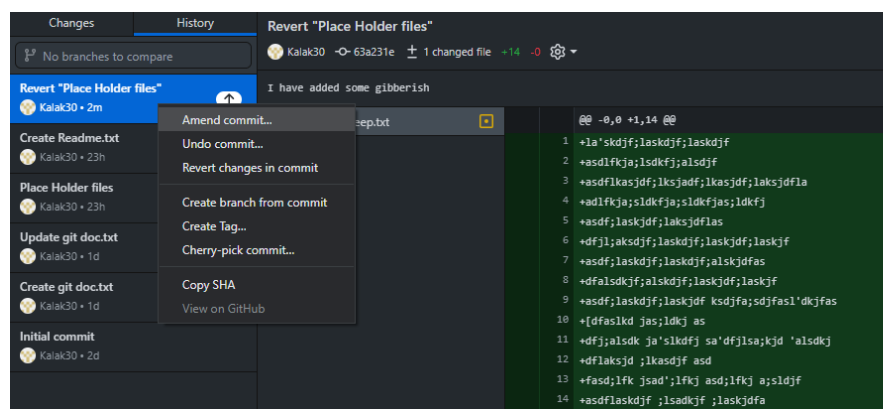 Changes
History
No branches to compare
Revert "Place Holder files"
Kalak30 • 2m
Create Readme.txt
Kalak30 • 23h
Place Holder files
Kalak30 • 23h
Update git doc.txt
Kalak30 • 1d
Create git doc.txt
Kalak30 • 1d
Initial commit
Kalak30 • 2d
Amend commit...
Undo commit...
Revert changes in commit
Create branch from commit
Create Tag...
Cherry-pick commit...
Copy SHA
View on GitHub
Revert "Place Holder files"
Kalak30 63a231e 1 changed file +14 -0
I have added some gibberish
eep.txt
@@ -0,0 +1,14 @@
1 +la'skdjf;laskdjf;laskdjf
2 +asdlfkja;lsdkfj;alsdjf
3 +asdflkasjdf;lksjadf;lkasjdf;laksjdfla
4 +adlfkja;sldkfja;sldkfjas;ldkfj
5 +asdf;laskjdf;laksjdflas
6 +dfjl;aksdjf;laskdjf;laskjdf;laskjf
7 +asdf;laskdjf;laskdjf;alskjdfas
8 +dfalsdkjf;alskdjf;laskjdf;laskjf
9 +asdf;laskdjf;laskjdf ksdjfa;sdjfasl'dkjfas
10 +[dfaslkd jas;ldkj as
11 +dfj;alsdk ja'slkdfj sa'dfjlsa;kjd 'alsdkj
12 +dflaksjd ;lkasdjf asd
13 +fasd;lfk jsad';lfkj asd;lfkj a;sldjf
14 +asdflaskdjf ;lsadkjf ;laskjdfa